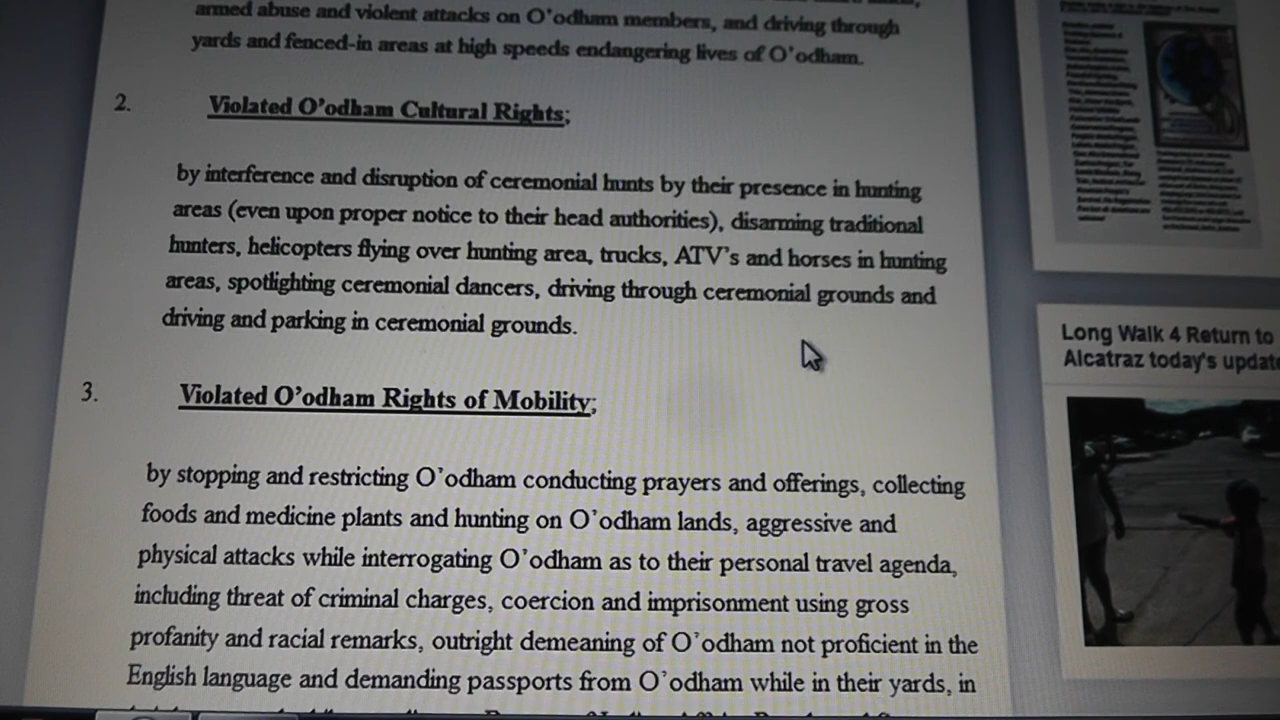 armed abuse and violent attacks on O'odham members, and driving through
yards and fenced-in areas at high speeds endangering lives of O'odham.
2. Violated O'odham Cultural Rights;
by interference and disruption of ceremonial hunts by their presence in hunting
areas (even upon proper notice to their head authorities), disarming traditional
hunters, helicopters flying over hunting area, trucks, ATV's and horses in hunting
areas, spotlighting ceremonial dancers, driving through ceremonial grounds and
driving and parking in ceremonial grounds.
3. Violated O'odham Rights of Mobility;
by stopping and restricting O'odham conducting prayers and offerings, collecting
foods and medicine plants and hunting on O'odham lands, aggressive and
physical attacks while interrogating O'odham as to their personal travel agenda,
including threat of criminal charges, coercion and imprisonment using gross
profanity and racial remarks, outright demeaning of O'odham not proficient in the
English language and demanding passports from O'odham while in their yards, in
Long Walk 4 Return to
Alcatraz today's